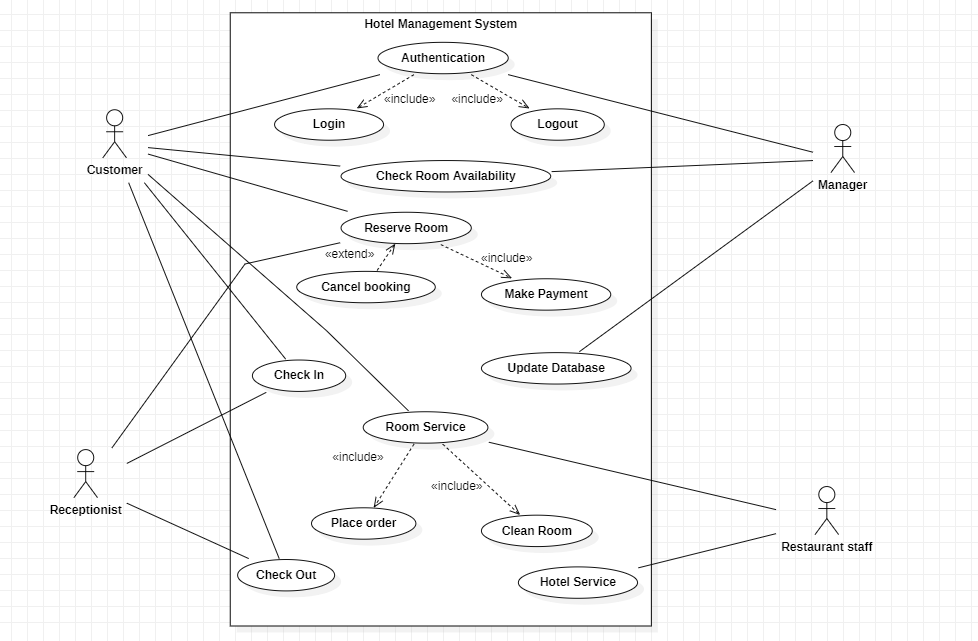 Hotel Management System
Authentication
«include» «include»
Login
Logout
Customer
Check Room Availability
Manager
Reserve Room
«extend»
«include»
Cancel booking
Make Payment
Update Database
Check In
Room Service
«include»
«include»
Receptionist
Place order
Clean Room
Restaurant staff
Check Out
Hotel Service